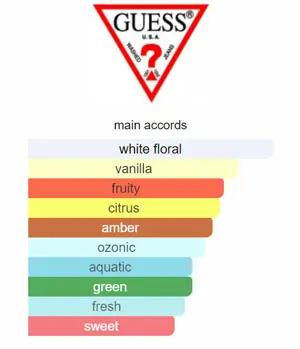 GUESS®
U.S.A.
?
WASHED JEANS
main accords
white floral
vanilla
fruity
citrus
amber
ozonic
aquatic
green
fresh
sweet